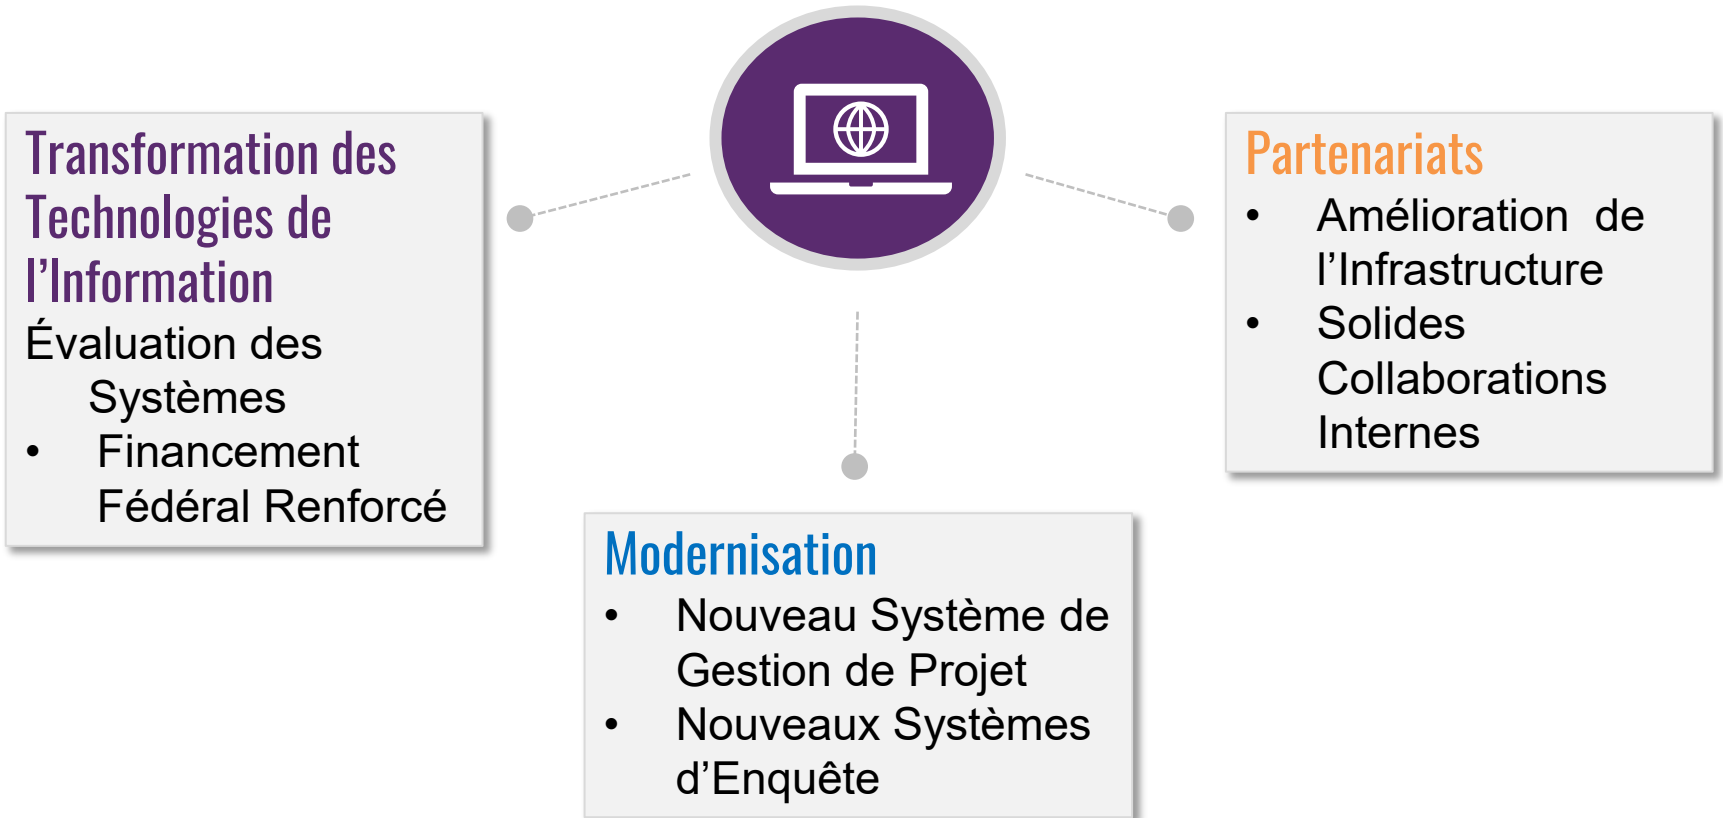 Transformation des
Technologies de
l’Information
Évaluation des
Systèmes
• Financement
Fédéral Renforcé
Modernisation
• Nouveau Système de
Gestion de Projet
• Nouveaux Systèmes
d’Enquête
Partenariats
• Amélioration de
l’Infrastructure
• Solides
Collaborations
Internes